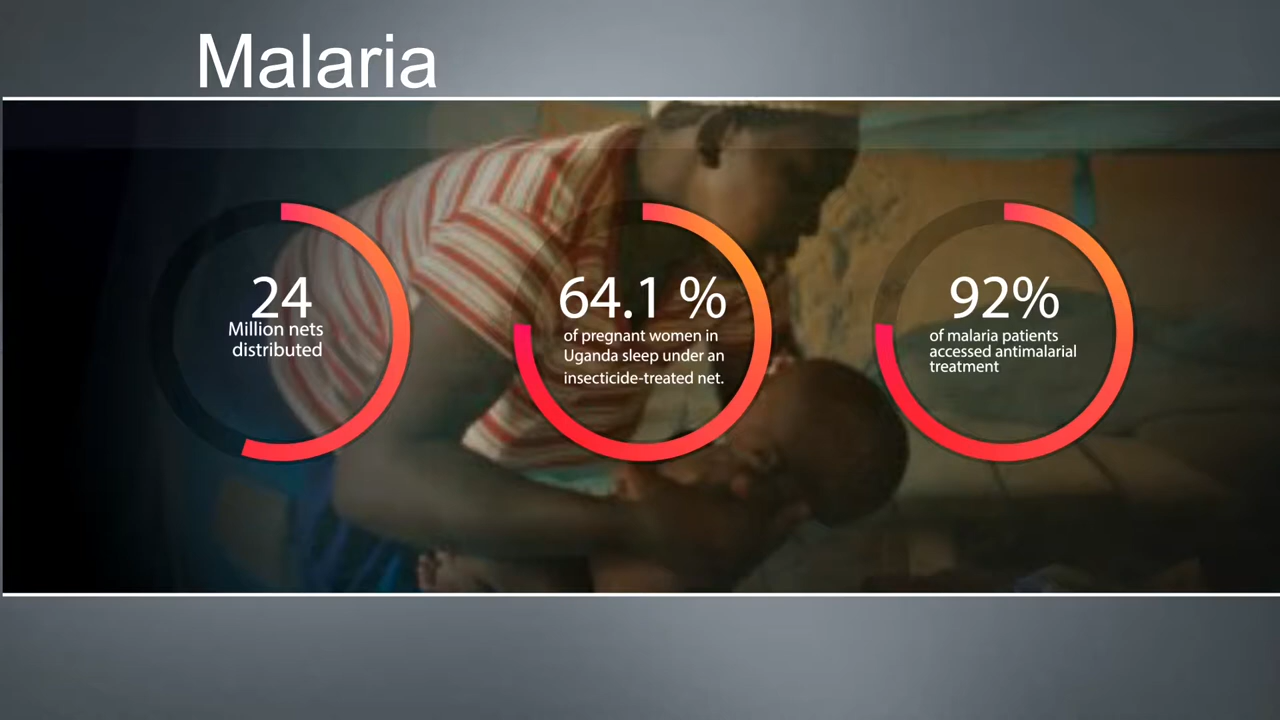 Malaria
24
Million nets
distributed
64.1 %
of pregnant women in
Uganda sleep under an
insecticide-treated net.
92%
of malaria patients
accessed antimalarial
treatment